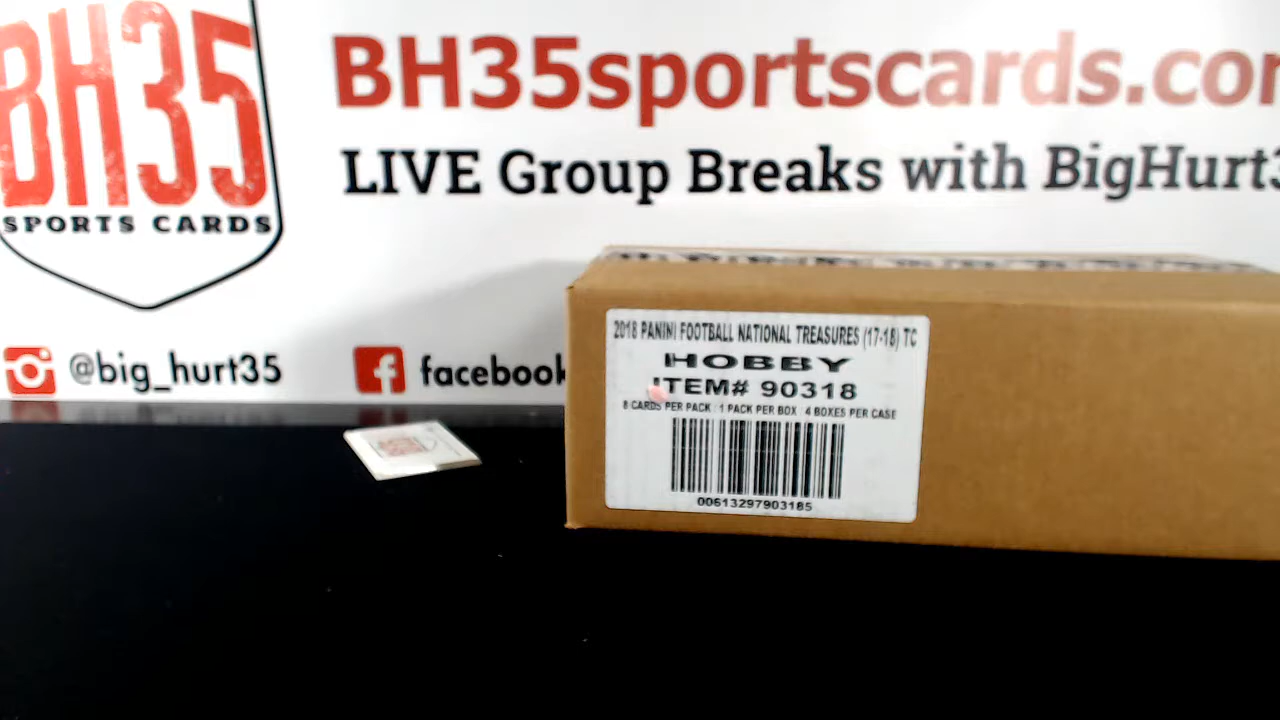 BH35
SPORTS CARDS
BH35sportscards.co
LIVE Group Breaks with BigHurt3
@big_hurt35
facebook
2018 PANINI FOOTBALL NATIONAL TREASURES (17-18) TC
HOBBY
ITEM# 90318
8 CARDS PER PACK 1 PACK PER BOX 4 BOXES PER CASE
00613297903185
BH35